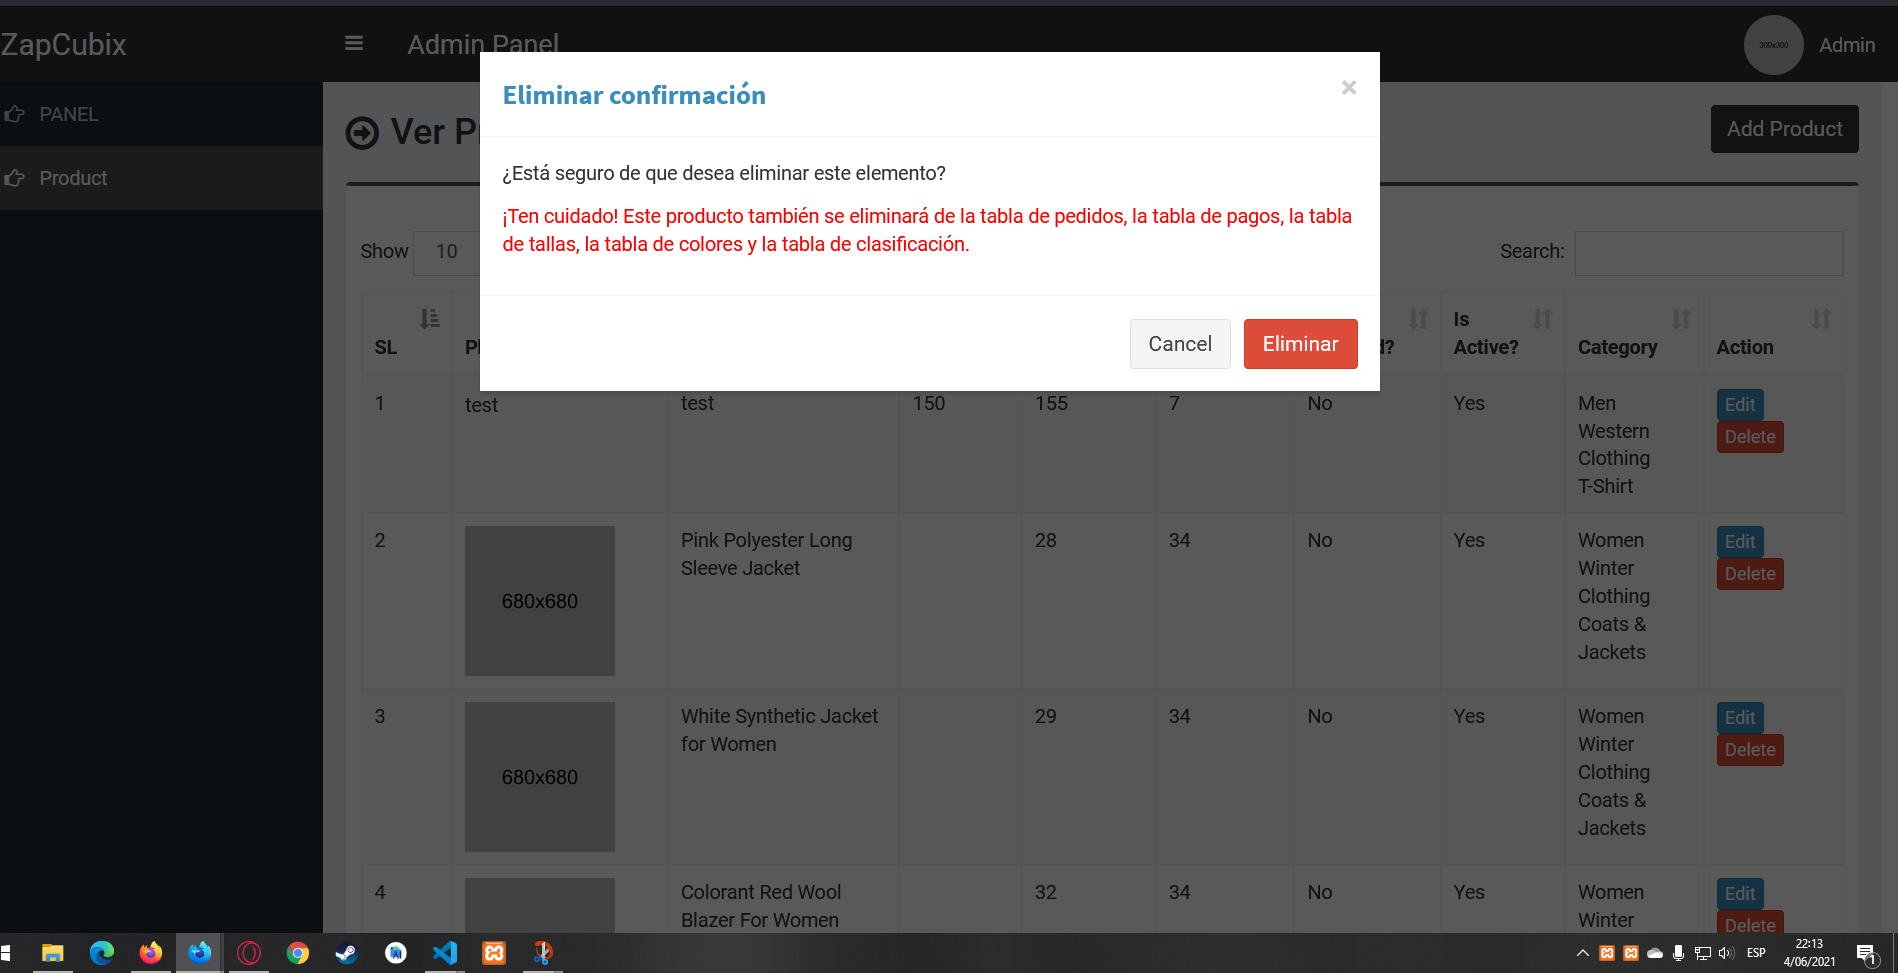 ZapCubix
Admin Panel
300x300
Admin
PANEL
Product
Eliminar confirmación
×
¿Está seguro de que desea eliminar este elemento?
¡Ten cuidado! Este producto también se eliminará de la tabla de pedidos, la tabla de pagos, la tabla
de tallas, la tabla de colores y la tabla de clasificación.
Cancel
Eliminar
Ver P
Add Product
Show 10
Search:
SL
d?
Is
Active?
Category
Action
1
test
test
150
155
7
No
Yes
Men
Western
Clothing
T-Shirt
Edit
Delete
2
680x680
Pink Polyester Long
Sleeve Jacket
28
34
No
Yes
Women
Winter
Clothing
Coats &
Jackets
Edit
Delete
3
680x680
White Synthetic Jacket
for Women
29
34
No
Yes
Women
Winter
Clothing
Coats &
Jackets
Edit
Delete
4
Colorant Red Wool
Blazer For Women
32
34
No
Yes
Women
Winter
Edit
Delete
ESP
22:13
4/06/2021
1